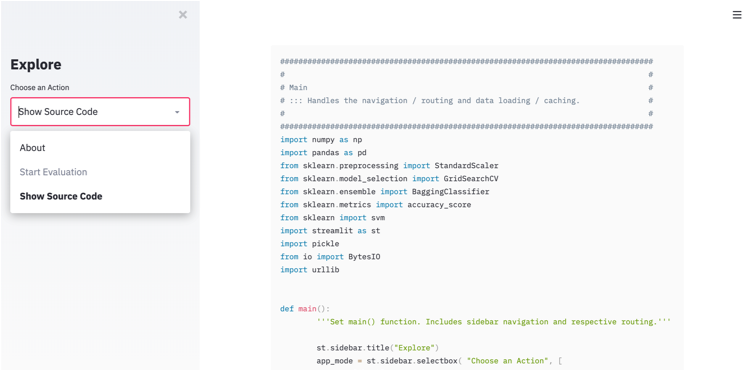 Explore
Choose an Action
Show Source Code
About
Start Evaluation
Show Source Code
###################################################################################
#                                                                                 #
# Main                                                                            #
# ::: Handles the navigation / routing and data loading / caching.                #
#                                                                                 #
###################################################################################
import numpy as np
import pandas as pd
from sklearn.preprocessing import StandardScaler
from sklearn.model_selection import GridSearchCV
from sklearn.ensemble import BaggingClassifier
from sklearn.metrics import accuracy_score
from sklearn import svm
import streamlit as st
import pickle
from io import BytesIO
import urllib
def main():
'''Set main() function. Includes sidebar navigation and respective routing.'''
st.sidebar.title("Explore")
app_mode = st.sidebar.selectbox( "Choose an Action", [